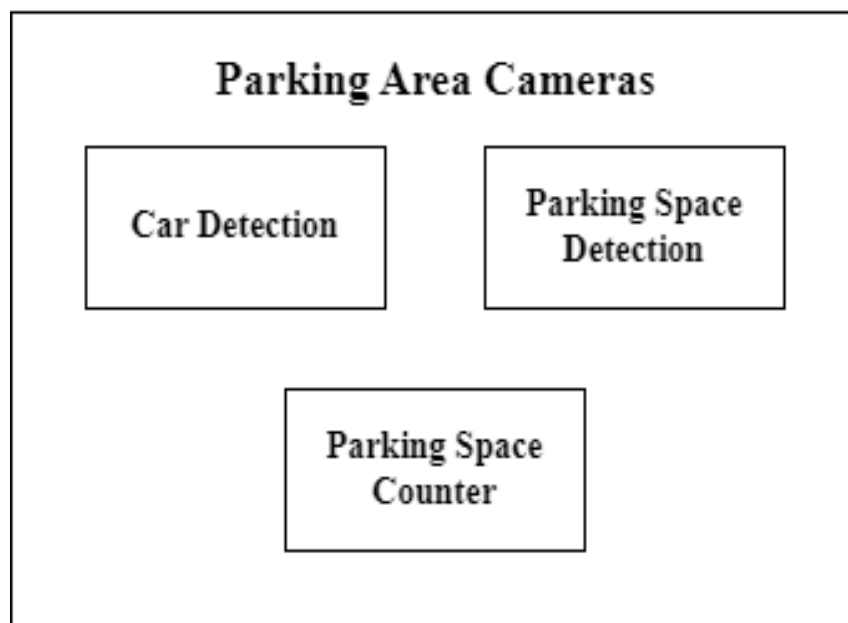 Parking Area Cameras
Car Detection
Parking Space
Detection
Parking Space
Counter